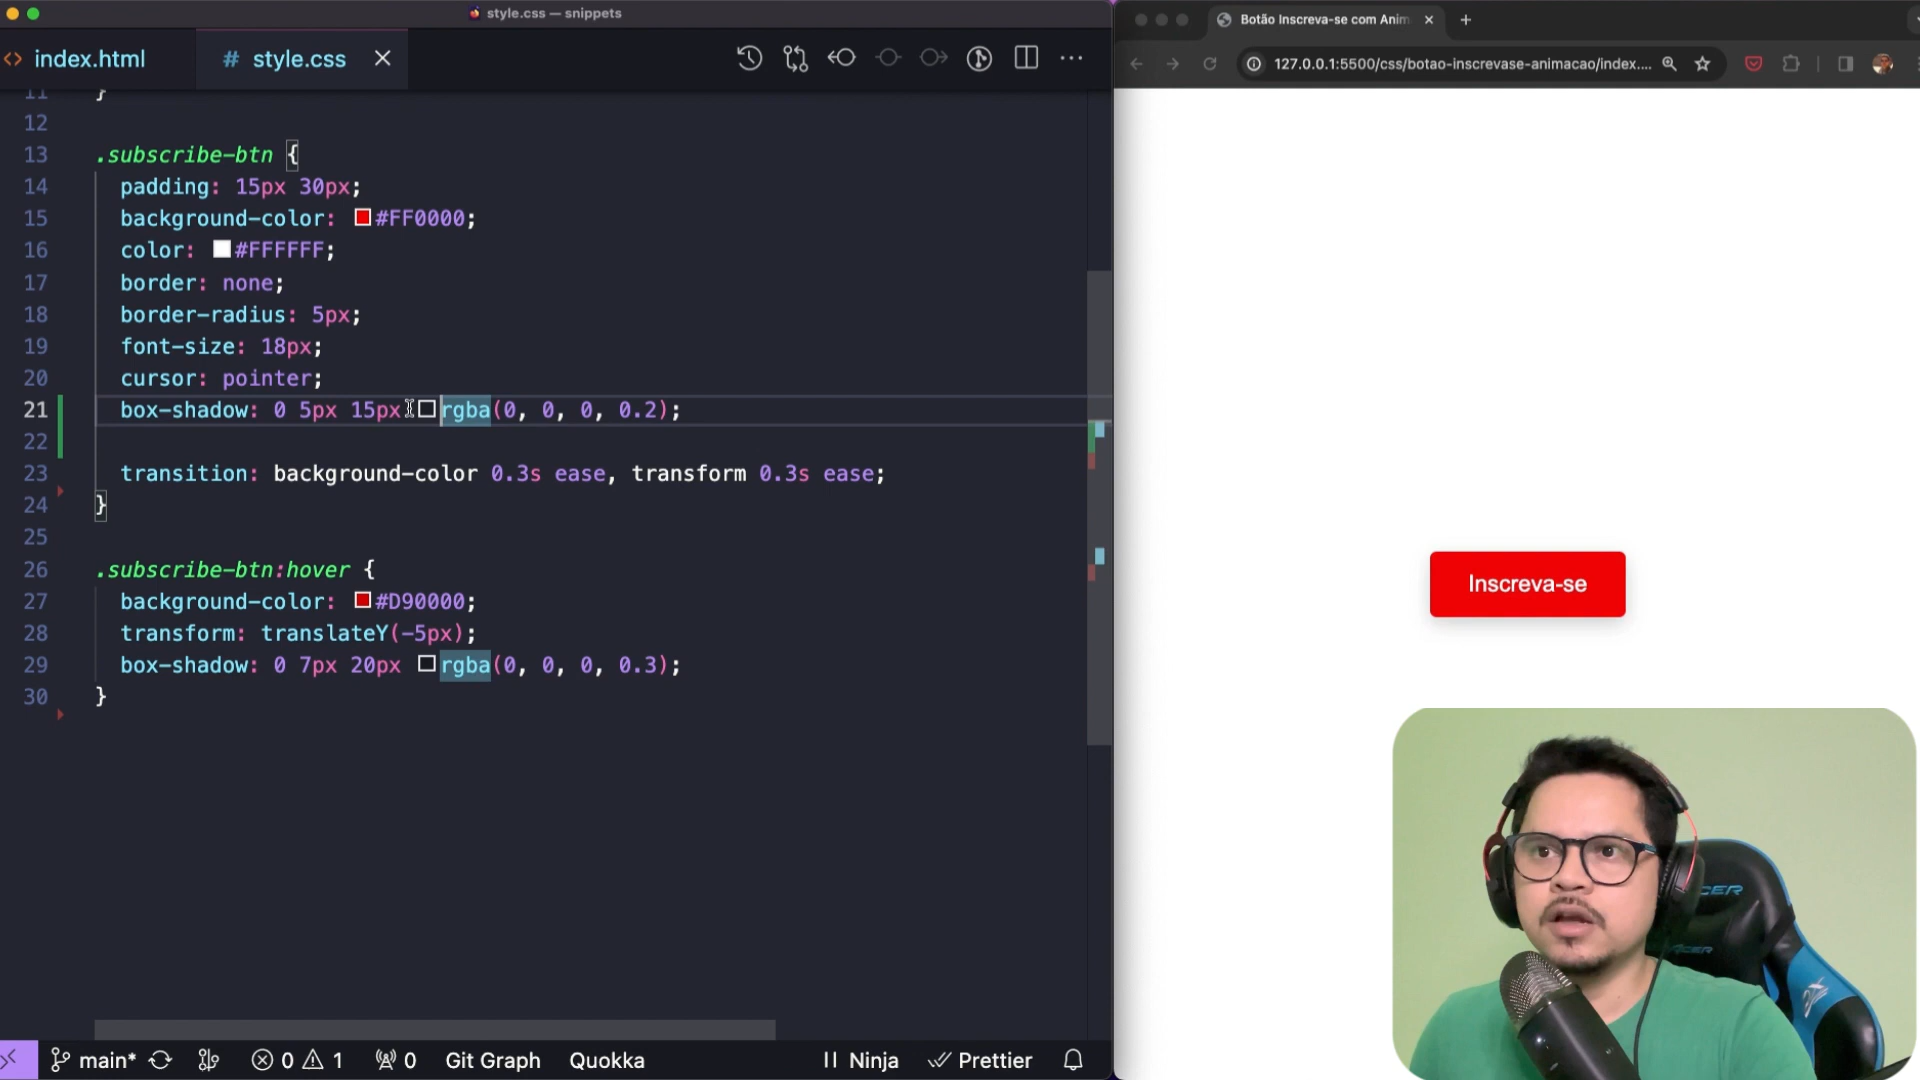 style.css — snippets
index.html
# style.css
11 }
12
13 .subscribe-btn {
14 padding: 15px 30px;
15 background-color: #FF0000;
16 color: #FFFFFF;
17 border: none;
18 border-radius: 5px;
19 font-size: 18px;
20 cursor: pointer;
21 box-shadow: 0 5px 15px rgba(0, 0, 0, 0.2);
22
23 transition: background-color 0.3s ease, transform 0.3s ease;
24 }
25
26 .subscribe-btn:hover {
27 background-color: #D90000;
28 transform: translateY(-5px);
29 box-shadow: 0 7px 20px rgba(0, 0, 0, 0.3);
30 }
main* 0 1 0 Git Graph Quokka Ninja Prettier
Botão Inscreva-se com Anim
127.0.0.1:5500/css/botao-inscrevase-animacao/index....
Inscreva-se